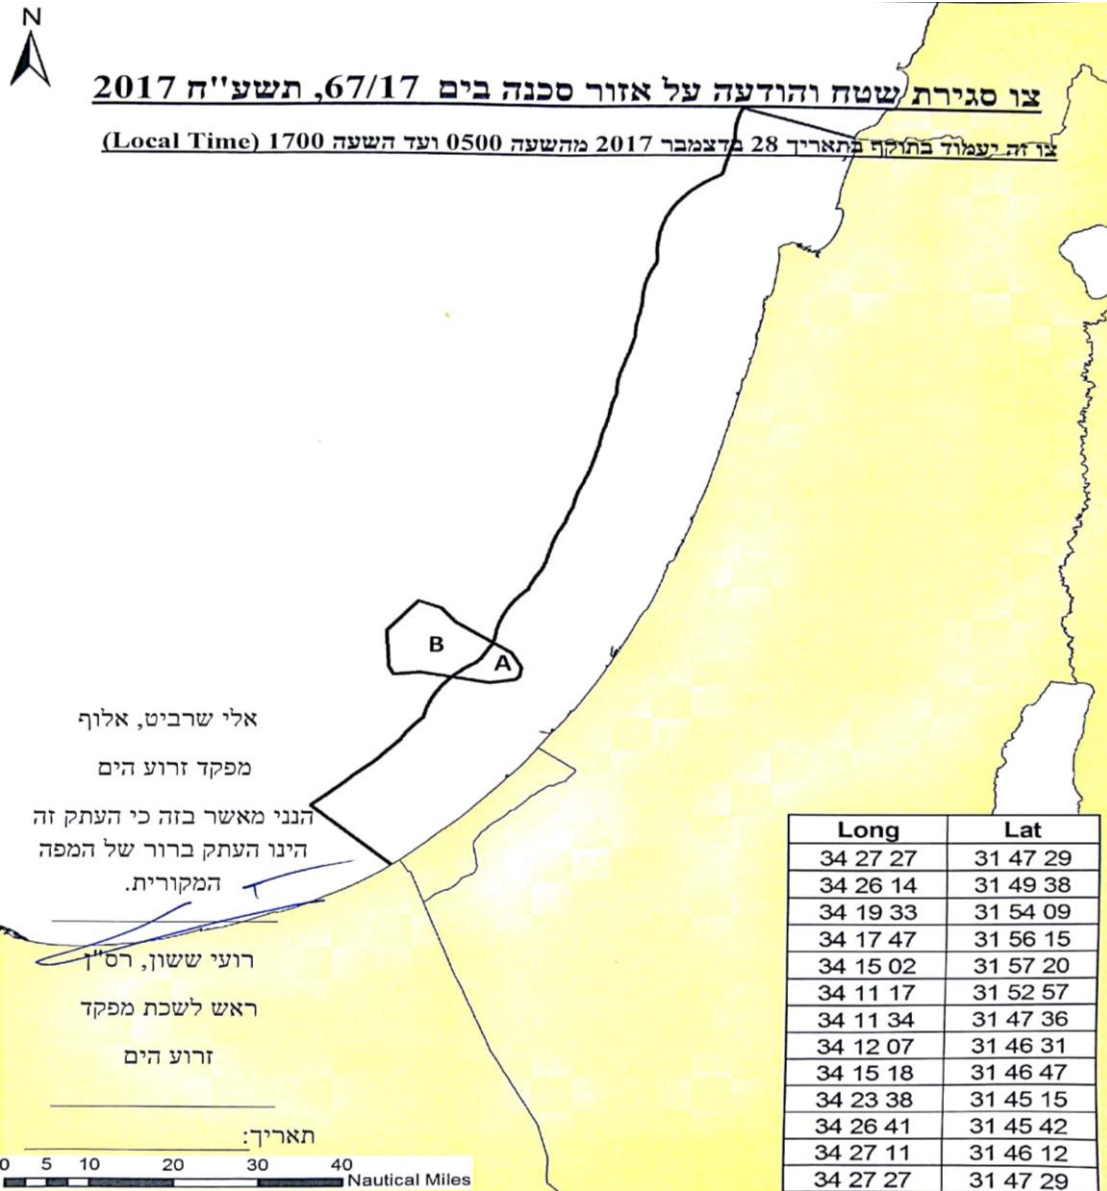 N
צו סגירת שטח והודעה על אזור סכנה בים 67/17, תשע"ח 2017
צו זה יעמוד בתוקף בתאריך 28 בדצמבר 2017 מהשעה 0500 ועד השעה 1700 (Local Time)
B
A
אלי שרביט, אלוף
מפקד זרוע הים
הנני מאשר בזה כי העתק זה
הינו העתק ברור של המפה
המקורית.
רועי ששון, רס"ן
ראש לשכת מפקד
זרוע הים
תאריך:
0 5 10 20 30 40
Nautical Miles
Long Lat
34 27 27 31 47 29
34 26 14 31 49 38
34 19 33 31 54 09
34 17 47 31 56 15
34 15 02 31 57 20
34 11 17 31 52 57
34 11 34 31 47 36
34 12 07 31 46 31
34 15 18 31 46 47
34 23 38 31 45 15
34 26 41 31 45 42
34 27 11 31 46 12
34 27 27 31 47 29